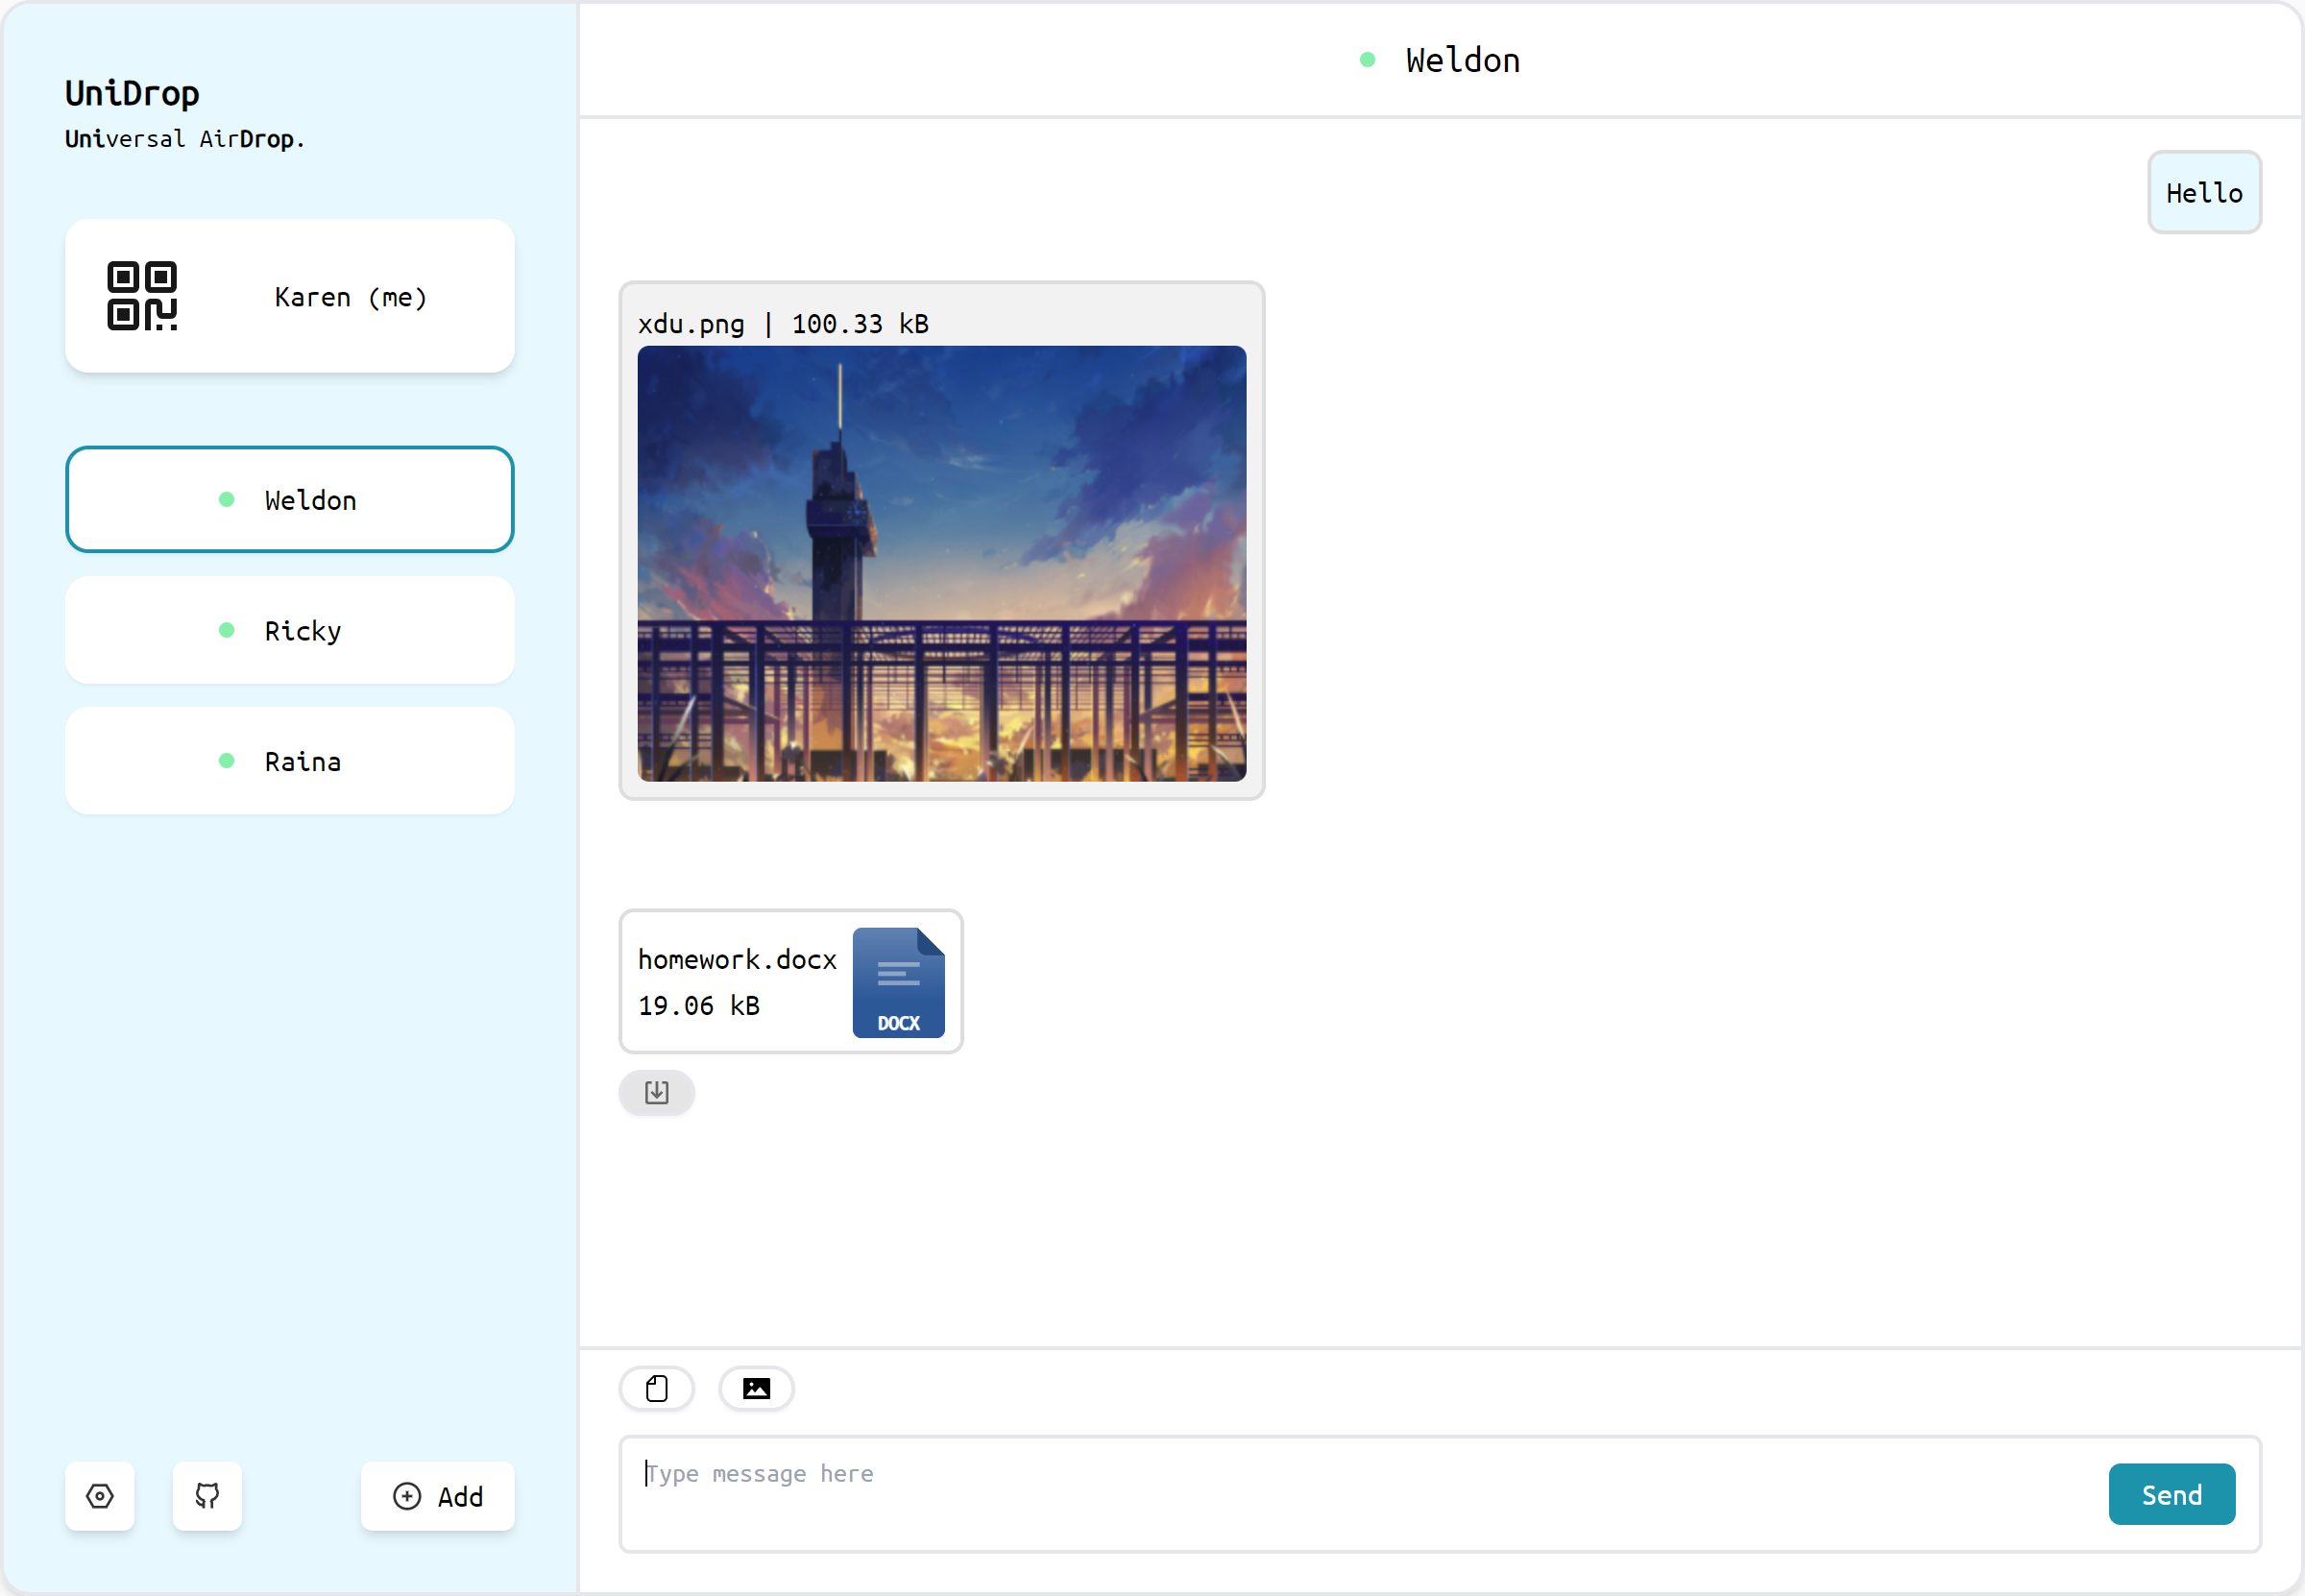 UniDrop
Universal AirDrop.
Karen (me)
Weldon
Ricky
Raina
Add
Weldon
Hello
xdu.png | 100.33 kB
homework.docx
19.06 kB
DOCX
Type message here
Send